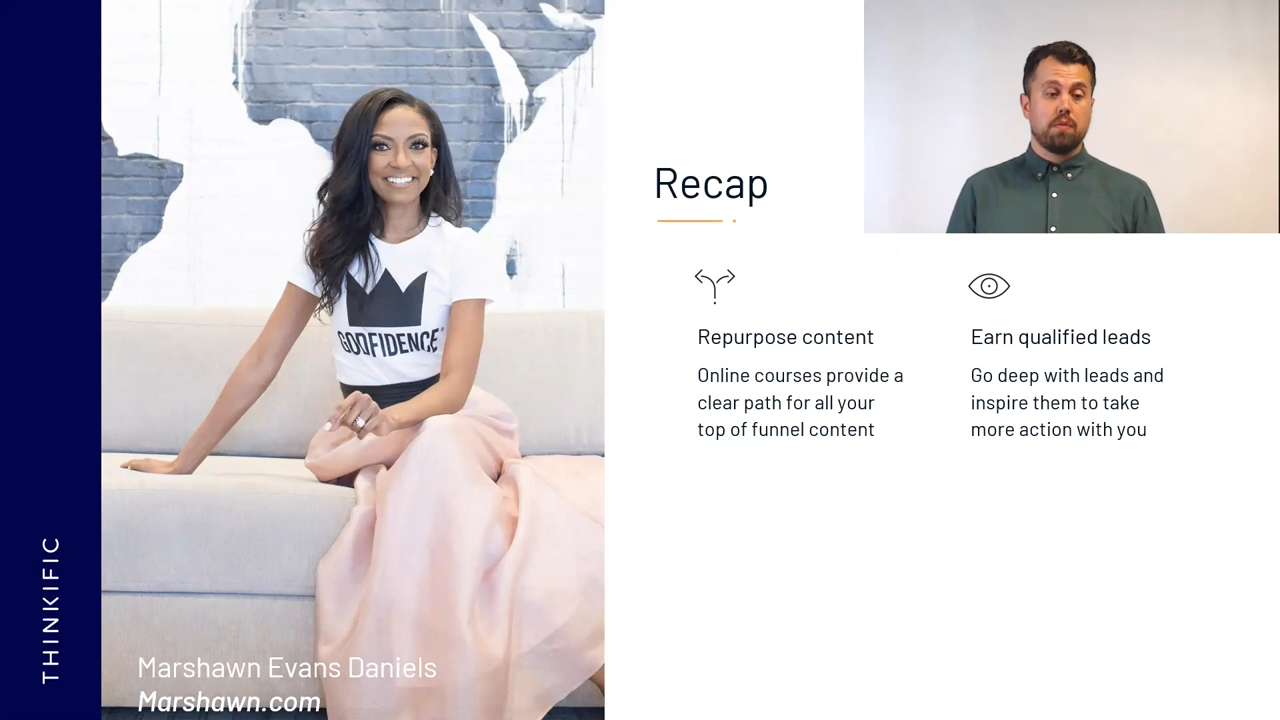 THINKIFIC
GODFIDENCE
Marshawn Evans Daniels
Marshawn.com
Recap
Repurpose content
Online courses provide a
clear path for all your
top of funnel content
Earn qualified leads
Go deep with leads and
inspire them to take
more action with you